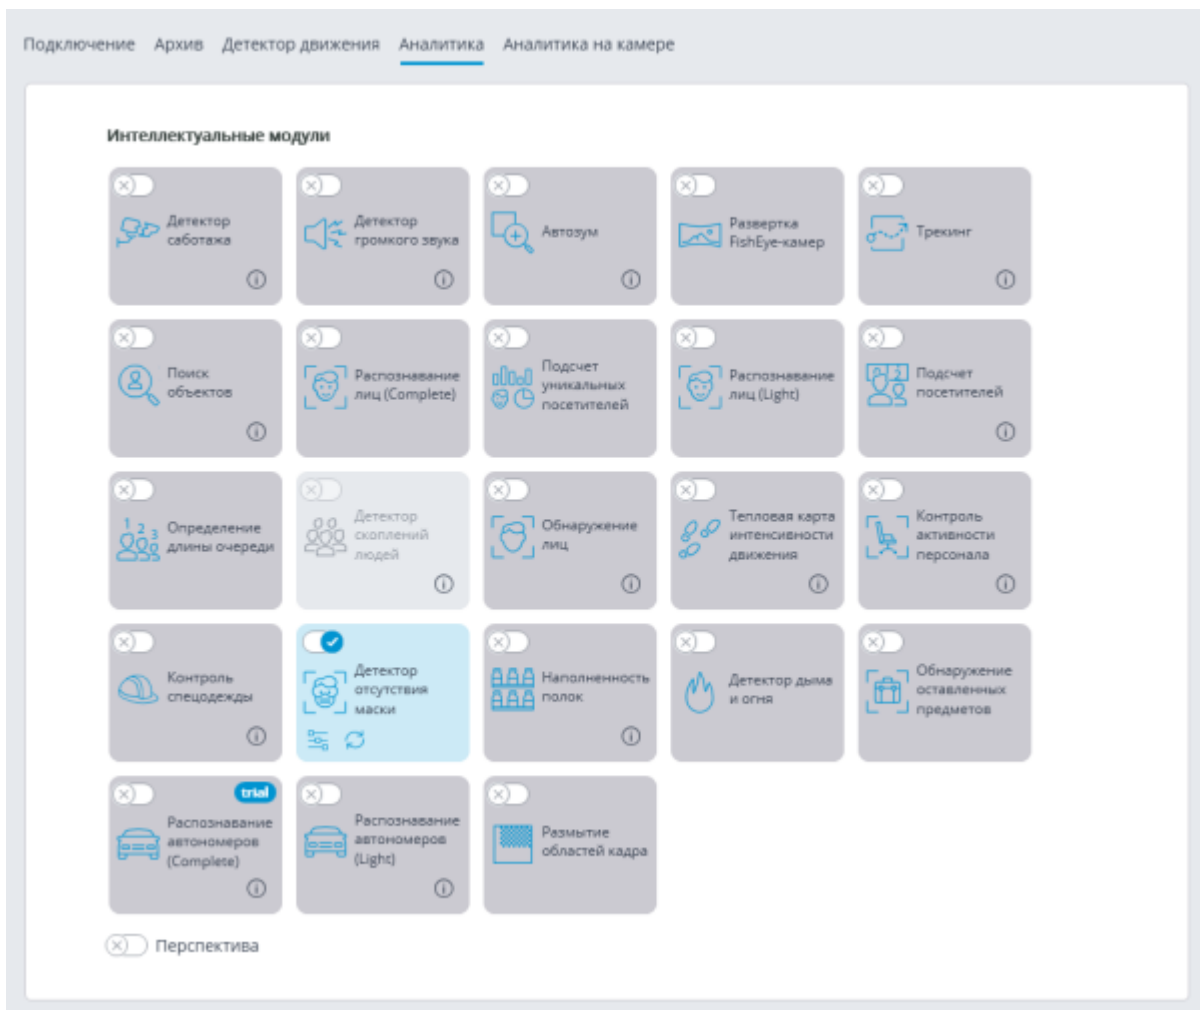 Подключение Архив Детектор движения Аналитика Аналитика на камере
Интеллектуальные модули
Детектор
саботажа
Детектор
громкого звука
Автозум
Развертка
FishEye-камер
Трекинг
Поиск
объектов
Распознавание
лиц (Complete)
Подсчет
уникальных
посетителей
Распознавание
лиц (Light)
Подсчет
посетителей
1 2 3
Определение
длины очереди
Детектор
скоплений
людей
Обнаружение
лиц
Тепловая карта
интенсивности
движения
Контроль
активности
персонала
Контроль
спецодежды
Детектор
отсутствия
маски
Наполненность
полок
Детектор дыма
и огня
Обнаружение
оставленных
предметов
trial
Распознавание
автономеров
(Complete)
Распознавание
автономеров
(Light)
Размытие
областей кадра
Перспектива